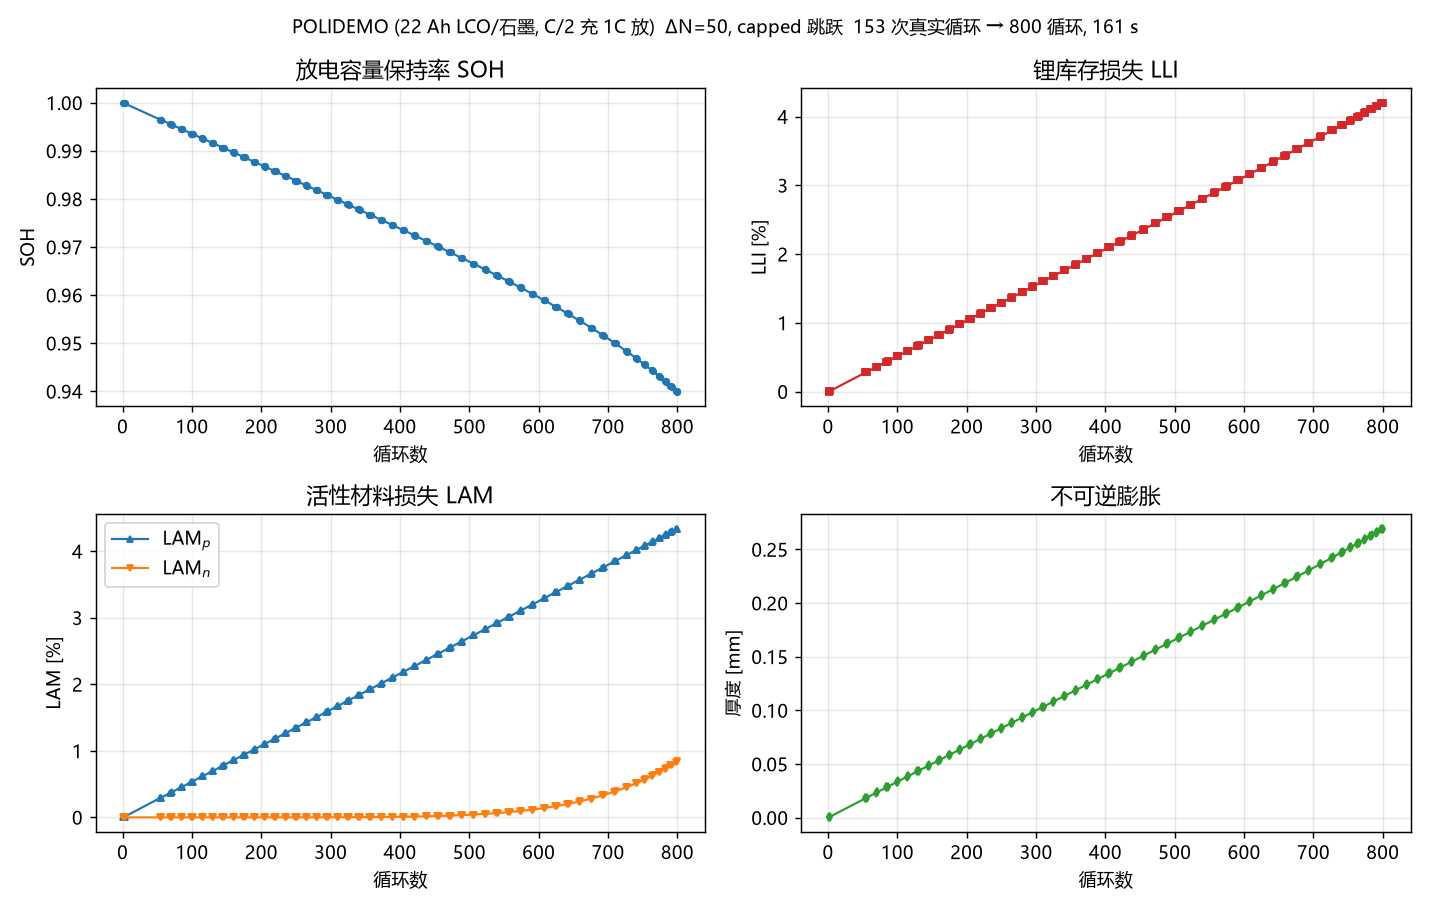 POLIDEMO (22 Ah LCO/石墨, C/2 充 1C 放)  ΔN=50, capped 跳跃  153 次真实循环 → 800 循环, 161 s
放电容量保持率 SOH
1.00
0.99
0.98
0.97
0.96
0.95
0.94
SOH
0 100 200 300 400 500 600 700 800
循环数
锂库存损失 LLI
4
3
2
1
0
LLI [%]
0 100 200 300 400 500 600 700 800
循环数
活性材料损失 LAM
LAMp
LAMn
4
3
2
1
0
LAM [%]
0 100 200 300 400 500 600 700 800
循环数
不可逆膨胀
0.25
0.20
0.15
0.10
0.05
0.00
厚度 [mm]
0 100 200 300 400 500 600 700 800
循环数